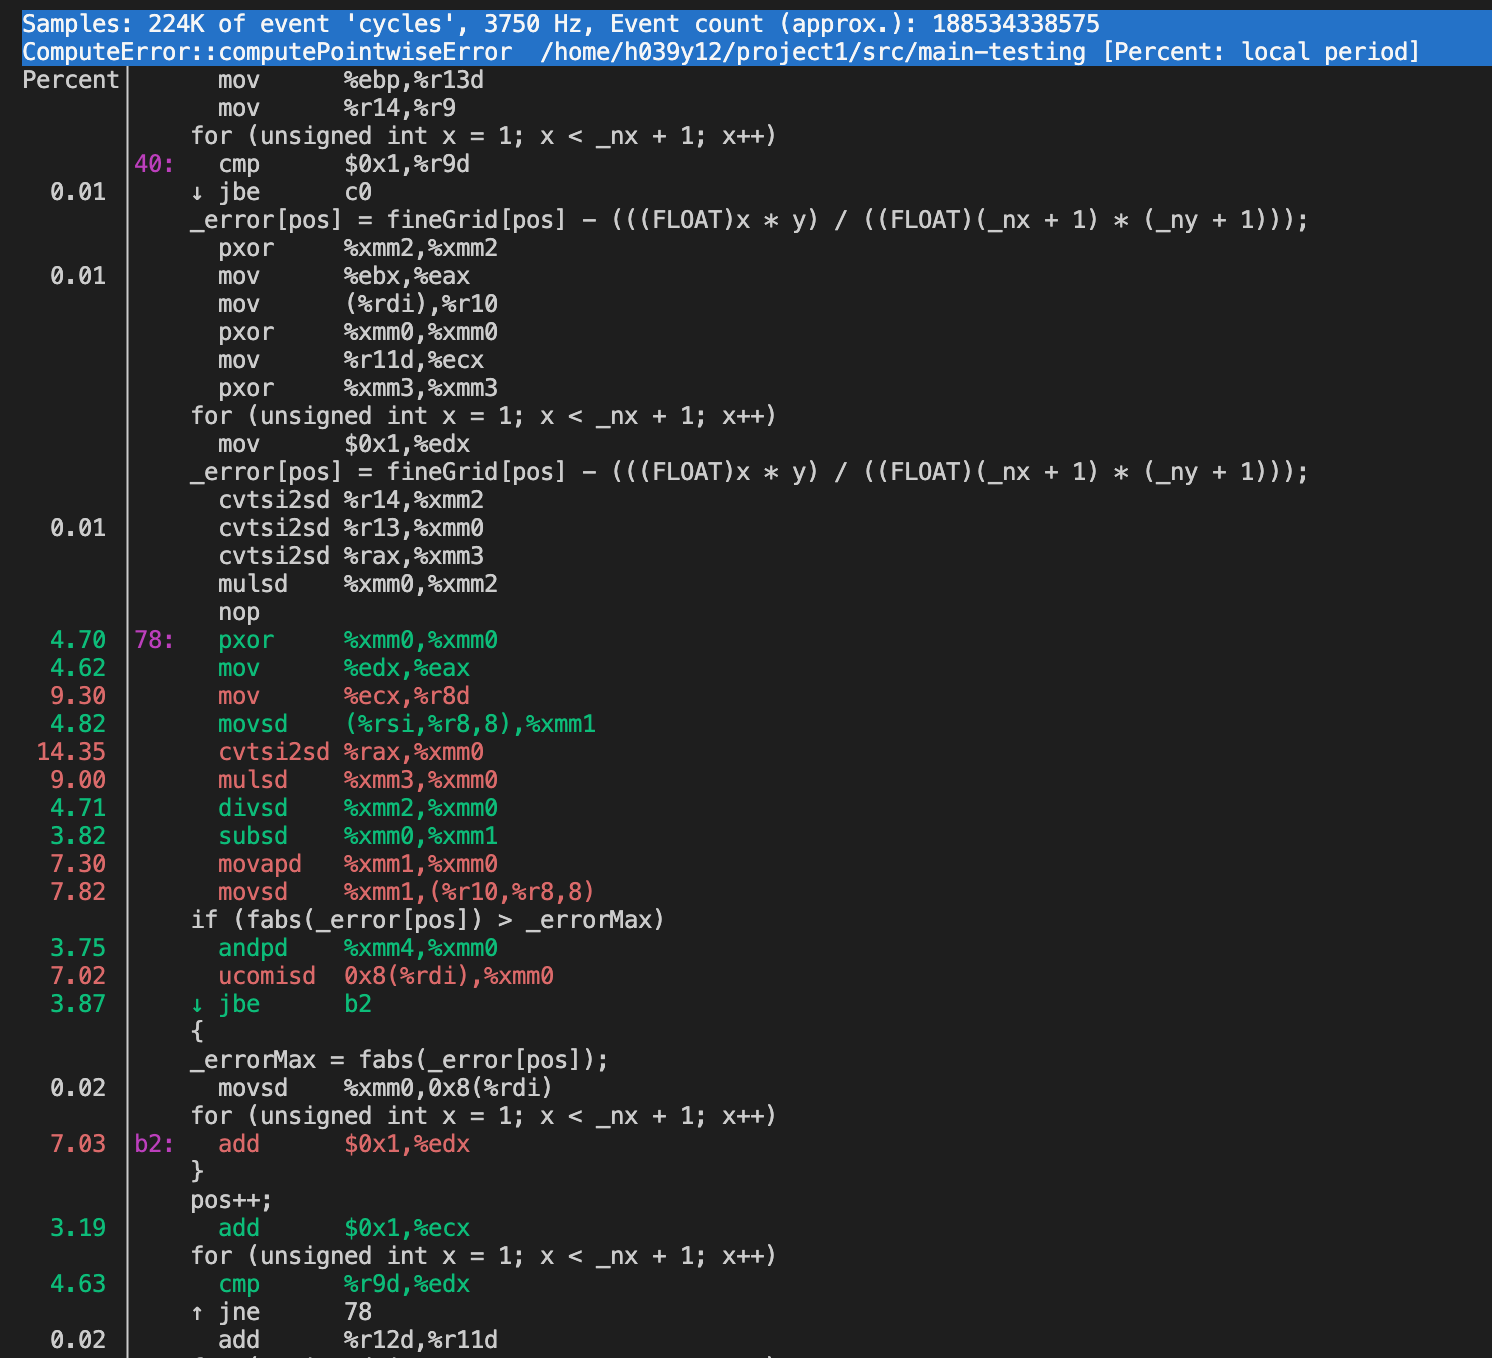 Samples: 224K of event 'cycles', 3750 Hz, Event count (approx.): 188534338575
ComputeError::computePointwiseError  /home/h039y12/project1/src/main-testing [Percent: local period]
Percent│      mov      %ebp,%r13d
       │      mov      %r14,%r9
       │    for (unsigned int x = 1; x < _nx + 1; x++)
       │40:   cmp      $0x1,%r9d
  0.01 │    ↓ jbe      c0
       │    _error[pos] = fineGrid[pos] - (((FLOAT)x * y) / ((FLOAT)(_nx + 1) * (_ny + 1)));
       │      pxor     %xmm2,%xmm2
  0.01 │      mov      %ebx,%eax
       │      mov      (%rdi),%r10
       │      pxor     %xmm0,%xmm0
       │      mov      %r11d,%ecx
       │      pxor     %xmm3,%xmm3
       │    for (unsigned int x = 1; x < _nx + 1; x++)
       │      mov      $0x1,%edx
       │    _error[pos] = fineGrid[pos] - (((FLOAT)x * y) / ((FLOAT)(_nx + 1) * (_ny + 1)));
       │      cvtsi2sd %r14,%xmm2
  0.01 │      cvtsi2sd %r13,%xmm0
       │      cvtsi2sd %rax,%xmm3
       │      mulsd    %xmm0,%xmm2
       │      nop
  4.70 │78:   pxor     %xmm0,%xmm0
  4.62 │      mov      %edx,%eax
  9.30 │      mov      %ecx,%r8d
  4.82 │      movsd    (%rsi,%r8,8),%xmm1
 14.35 │      cvtsi2sd %rax,%xmm0
  9.00 │      mulsd    %xmm3,%xmm0
  4.71 │      divsd    %xmm2,%xmm0
  3.82 │      subsd    %xmm0,%xmm1
  7.30 │      movapd   %xmm1,%xmm0
  7.82 │      movsd    %xmm1,(%r10,%r8,8)
       │    if (fabs(_error[pos]) > _errorMax)
  3.75 │      andpd    %xmm4,%xmm0
  7.02 │      ucomisd  0x8(%rdi),%xmm0
  3.87 │    ↓ jbe      b2
       │    {
       │    _errorMax = fabs(_error[pos]);
  0.02 │      movsd    %xmm0,0x8(%rdi)
       │    for (unsigned int x = 1; x < _nx + 1; x++)
  7.03 │b2:   add      $0x1,%edx
       │    }
       │    pos++;
  3.19 │      add      $0x1,%ecx
       │    for (unsigned int x = 1; x < _nx + 1; x++)
  4.63 │      cmp      %r9d,%edx
       │    ↑ jne      78
  0.02 │      add      %r12d,%r11d